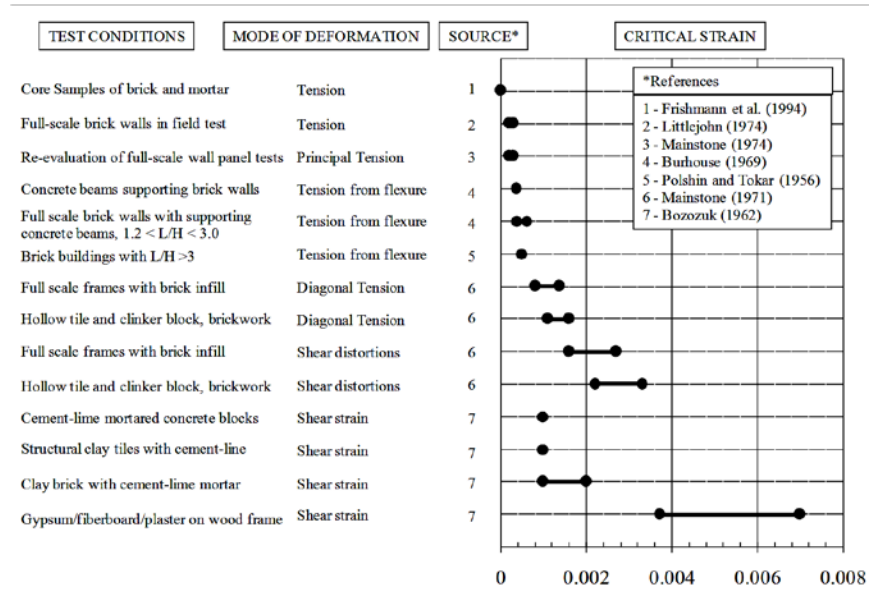 TEST CONDITIONS MODE OF DEFORMATION SOURCE* CRITICAL STRAIN
*References
1 - Frishmann et al. (1994)
2 - Littlejohn (1974)
3 - Mainstone (1974)
4 - Burhouse (1969)
5 - Polshin and Tokar (1956)
6 - Mainstone (1971)
7 - Bozozuk (1962)
Core Samples of brick and mortar Tension 1
Full-scale brick walls in field test Tension 2
Re-evaluation of full-scale wall panel tests Principal Tension 3
Concrete beams supporting brick walls Tension from flexure 4
Full scale brick walls with supporting
concrete beams, 1.2 < L/H < 3.0 Tension from flexure 4
Brick buildings with L/H >3 Tension from flexure 5
Full scale frames with brick infill Diagonal Tension 6
Hollow tile and clinker block, brickwork Diagonal Tension 6
Full scale frames with brick infill Shear distortions 6
Hollow tile and clinker block, brickwork Shear distortions 6
Cement-lime mortared concrete blocks Shear strain 7
Structural clay tiles with cement-line Shear strain 7
Clay brick with cement-lime mortar Shear strain 7
Gypsum/fiberboard/plaster on wood frame Shear strain 7
0 0.002 0.004 0.006 0.008